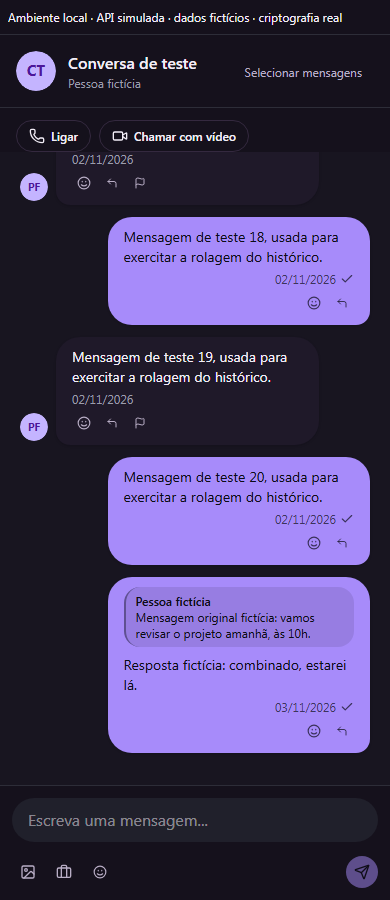 Ambiente local · API simulada · dados fictícios · criptografia real
CT
Conversa de teste
Pessoa fictícia
Selecionar mensagens
Ligar
Chamar com vídeo
02/11/2026
PF
Mensagem de teste 18, usada para
exercitar a rolagem do histórico.
02/11/2026
Mensagem de teste 19, usada para
exercitar a rolagem do histórico.
02/11/2026
PF
Mensagem de teste 20, usada para
exercitar a rolagem do histórico.
02/11/2026
Pessoa fictícia
Mensagem original fictícia: vamos
revisar o projeto amanhã, às 10h.
Resposta fictícia: combinado, estarei
lá.
03/11/2026
Escreva uma mensagem...